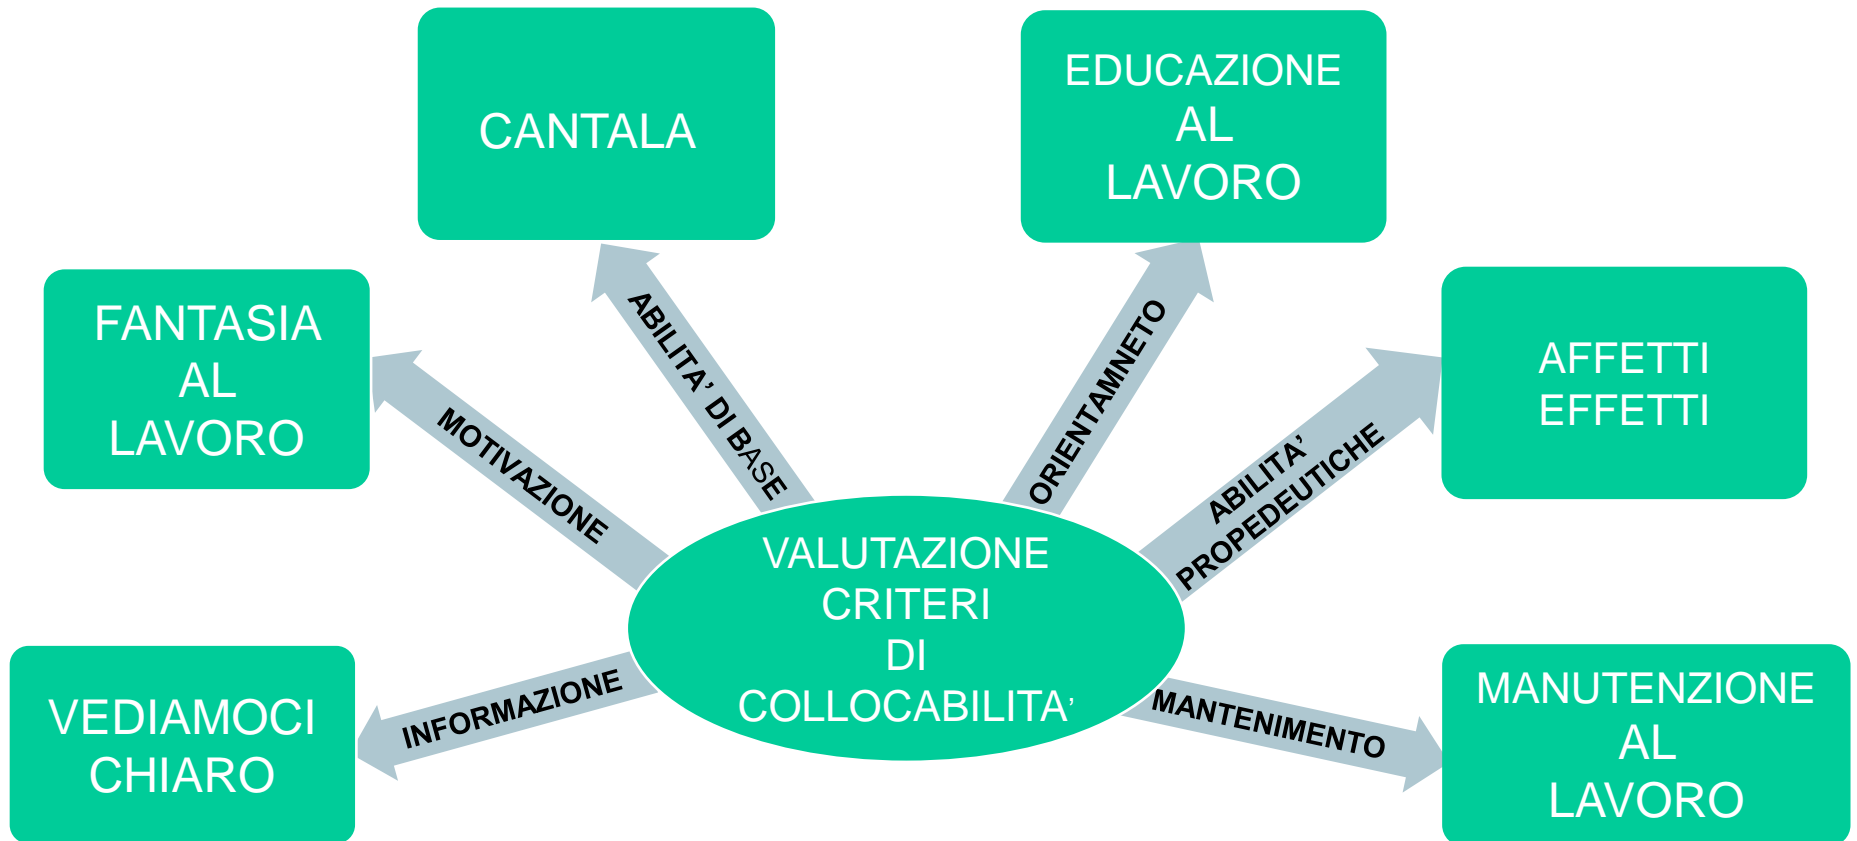 CANTALA
EDUCAZIONE
AL
LAVORO
FANTASIA
AL
LAVORO
AFFETTI
EFFETTI
VEDIAMOCI
CHIARO
MANUTENZIONE
AL
LAVORO
ABILITA’ DI BASE
ORIENTAMNETO
MOTIVAZIONE
ABILITA’
PROPEDEUTICHE
INFORMAZIONE
MANTENIMENTO
VALUTAZIONE
CRITERI
DI
COLLOCABILITA’